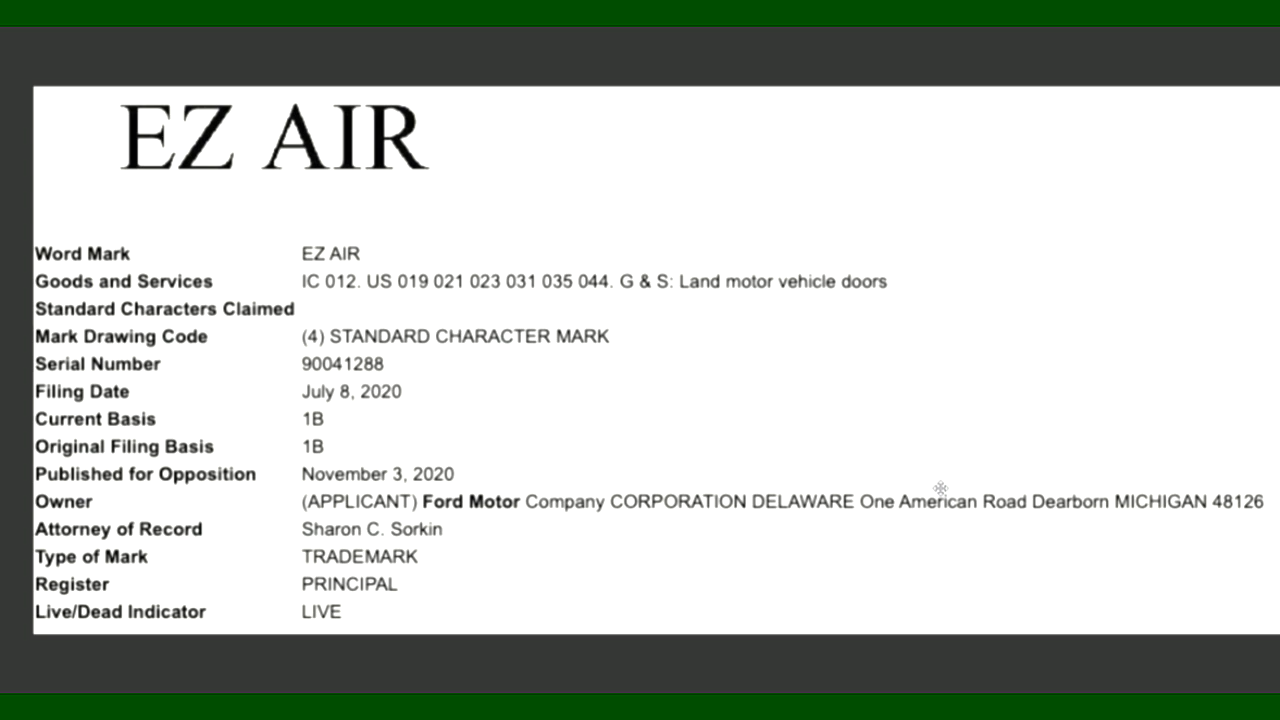 EZ AIR
Word Mark EZ AIR
Goods and Services IC 012. US 019 021 023 031 035 044. G & S: Land motor vehicle doors
Standard Characters Claimed
Mark Drawing Code (4) STANDARD CHARACTER MARK
Serial Number 90041288
Filing Date July 8, 2020
Current Basis 1B
Original Filing Basis 1B
Published for Opposition November 3, 2020
Owner (APPLICANT) Ford Motor Company CORPORATION DELAWARE One American Road Dearborn MICHIGAN 48126
Attorney of Record Sharon C. Sorkin
Type of Mark TRADEMARK
Register PRINCIPAL
Live/Dead Indicator LIVE